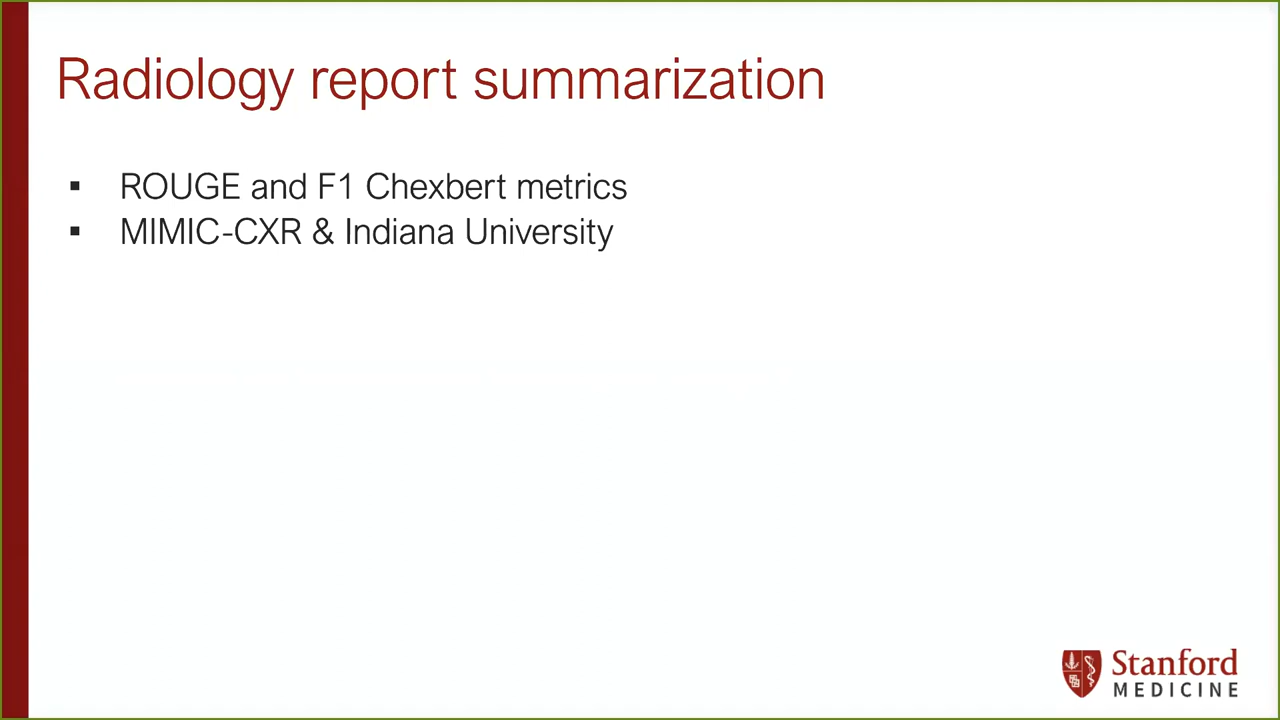 Radiology report summarization
▪ ROUGE and F1 Chexbert metrics
▪ MIMIC-CXR & Indiana University
Stanford
MEDICINE